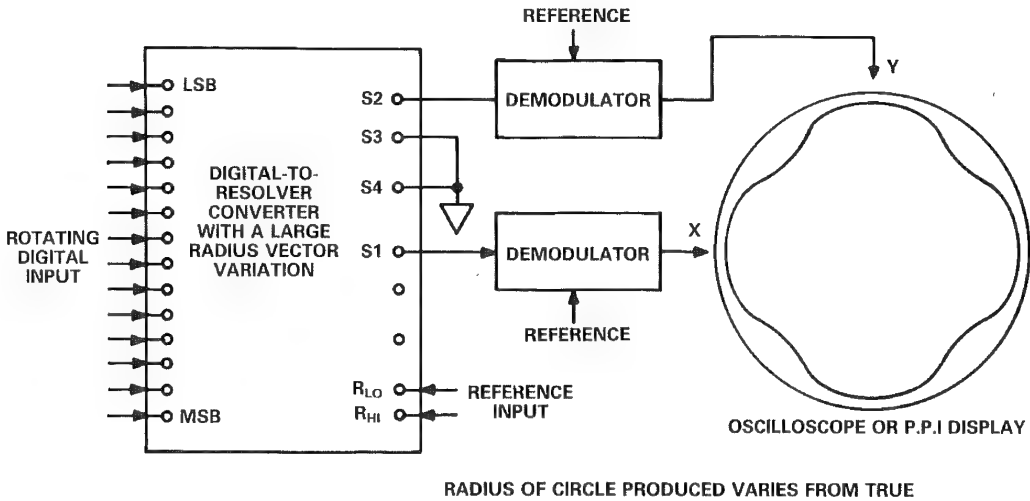 REFERENCE
Y
LSB
S2
DEMODULATOR
S3
DIGITAL-TO-
RESOLVER
CONVERTER
WITH A LARGE
RADIUS VECTOR
VARIATION
S4
ROTATING
DIGITAL
INPUT
S1
DEMODULATOR
X
REFERENCE
RLO
RHI
REFERENCE
INPUT
MSB
OSCILLOSCOPE OR P.P.I DISPLAY
RADIUS OF CIRCLE PRODUCED VARIES FROM TRUE